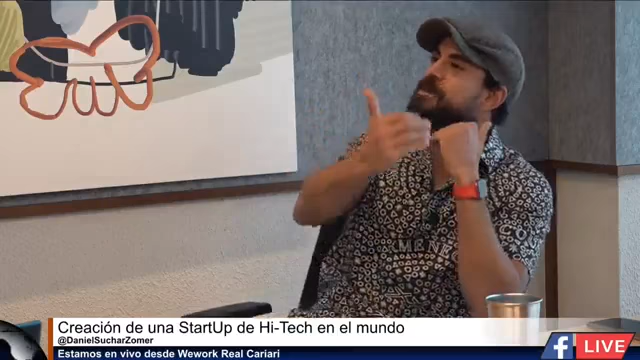 Creación de una StartUp de Hi-Tech en el mundo
@DanielSucharZomer
Estamos en vivo desde Wework Real Cariari
f LIVE